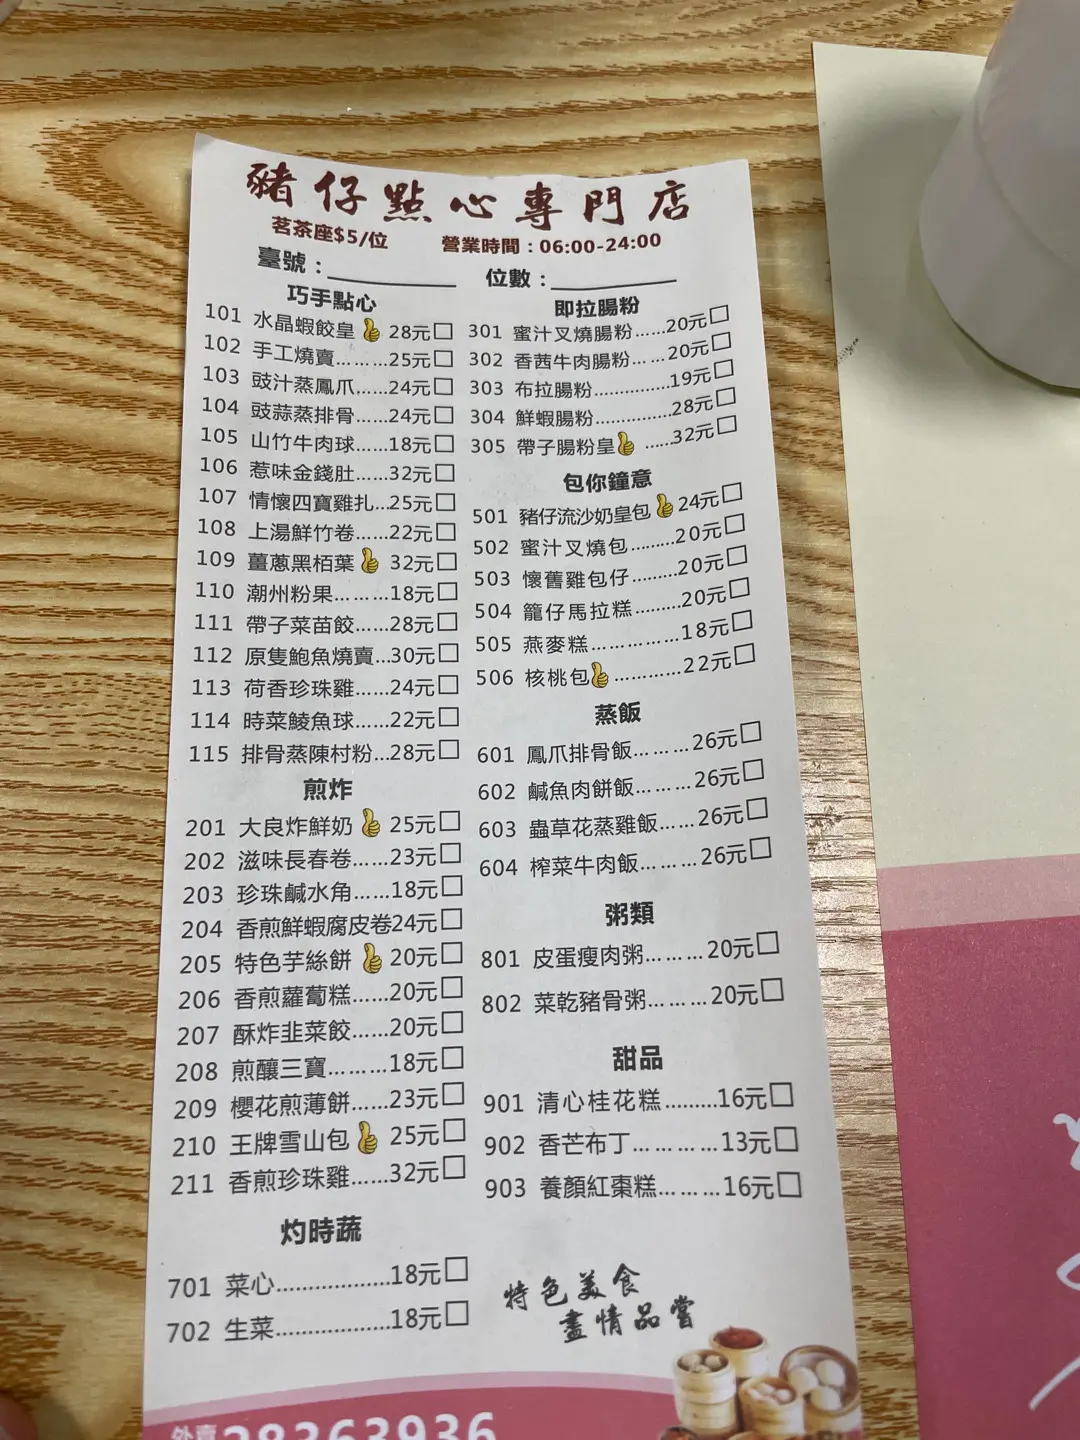 豬仔點心專門店
茗茶座$5/位
營業時間：06:00-24:00
臺號：
位數：
巧手點心
101 水晶蝦餃皇 28元
102 手工燒賣………25元
103 豉汁蒸鳳爪……24元
104 豉蒜蒸排骨……24元
105 山竹牛肉球……18元
106 惹味金錢肚……32元
107 情懷四寶雞扎…25元
108 上湯鮮竹卷……22元
109 薑蔥黑栢葉 32元
110 潮州粉果………18元
111 帶子菜苗餃……28元
112 原隻鮑魚燒賣…30元
113 荷香珍珠雞……24元
114 時菜鯪魚球……22元
115 排骨蒸陳村粉…28元
煎炸
201 大良炸鮮奶 25元
202 滋味長春卷……23元
203 珍珠鹹水角……18元
204 香煎鮮蝦腐皮卷24元
205 特色芋絲餅 20元
206 香煎蘿蔔糕……20元
207 酥炸韭菜餃……20元
208 煎釀三寶………18元
209 櫻花煎薄餅……23元
210 王牌雪山包 25元
211 香煎珍珠雞……32元
灼時蔬
701 菜心………………18元
702 生菜………………18元
即拉腸粉
301 蜜汁叉燒腸粉……20元
302 香茜牛肉腸粉……20元
303 布拉腸粉…………19元
304 鮮蝦腸粉…………28元
305 帶子腸粉皇 ……32元
包你鐘意
501 豬仔流沙奶皇包 24元
502 蜜汁叉燒包………20元
503 懷舊雞包仔………20元
504 籠仔馬拉糕………20元
505 燕麥糕…………18元
506 核桃包 …………22元
蒸飯
601 鳳爪排骨飯………26元
602 鹹魚肉餅飯………26元
603 蟲草花蒸雞飯……26元
604 榨菜牛肉飯………26元
粥類
801 皮蛋瘦肉粥………20元
802 菜乾豬骨粥………20元
甜品
901 清心桂花糕………16元
902 香芒布丁…………13元
903 養顏紅棗糕………16元
特色美食
盡情品嘗
外賣28363936